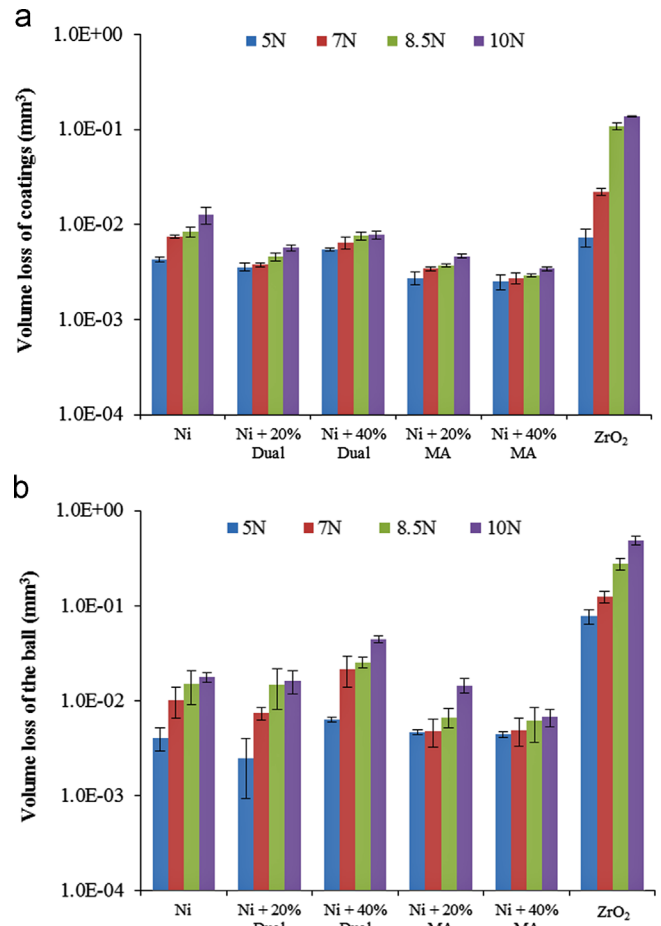 a
1.0E+00
5N 7N 8.5N 10N
1.0E-01
1.0E-02
1.0E-03
1.0E-04
Volume loss of coatings (mm³)
Ni Ni + 20% Ni + 40% Ni + 20% Ni + 40% ZrO₂
Dual Dual MA MA
b
1.0E+00
5N 7N 8.5N 10N
1.0E-01
1.0E-02
1.0E-03
1.0E-04
Volume loss of the ball (mm³)
Ni Ni + 20% Ni + 40% Ni + 20% Ni + 40% ZrO₂
Dual Dual MA MA